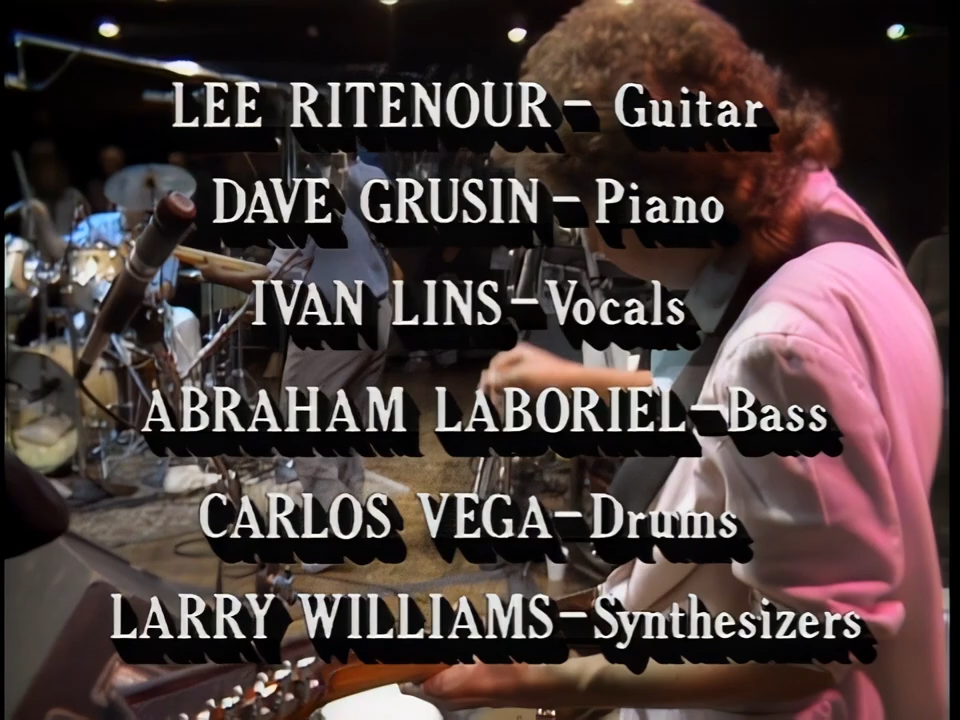 LEE RITENOUR – Guitar
DAVE GRUSIN – Piano
IVAN LINS – Vocals
ABRAHAM LABORIEL – Bass
CARLOS VEGA – Drums
LARRY WILLIAMS – Synthesizers